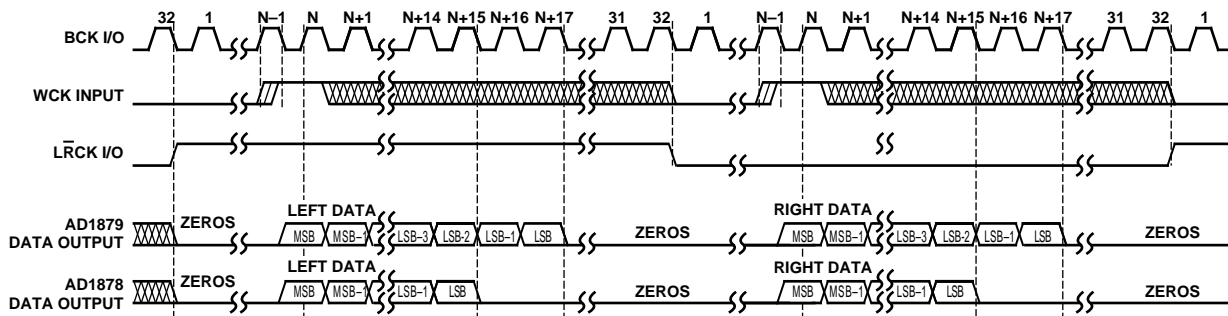 32 1 N–1 N N+1 N+14 N+15 N+16 N+17 31 32 1 N–1 N N+1 N+14 N+15 N+16 N+17 31 32 1
BCK I/O
WCK INPUT
LRCK I/O
AD1879
DATA OUTPUT
ZEROS
LEFT DATA
MSB MSB–1 LSB-3 LSB-2 LSB–1 LSB
ZEROS
RIGHT DATA
MSB MSB–1 LSB-3 LSB-2 LSB–1 LSB
ZEROS
AD1878
DATA OUTPUT
ZEROS
LEFT DATA
MSB MSB–1 LSB–1 LSB
ZEROS
RIGHT DATA
MSB MSB–1 LSB–1 LSB
ZEROS